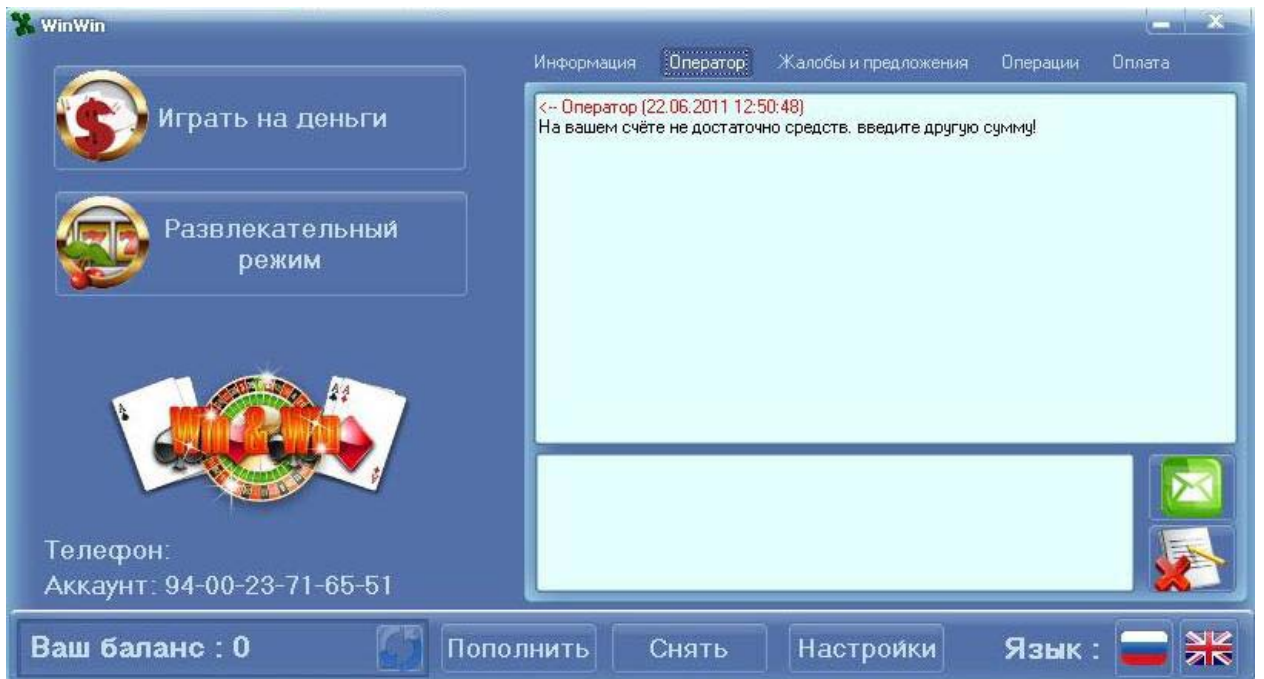 WinWin
Играть на деньги
Развлекательный
режим
Win & Win
Телефон:
Аккаунт: 94-00-23-71-65-51
Информация Оператор Жалобы и предложения Операции Оплата
<-- Оператор (22.06.2011 12:50:48)
На вашем счёте не достаточно средств. введите другую сумму!
Ваш баланс : 0 Пополнить Снять Настройки Язык :